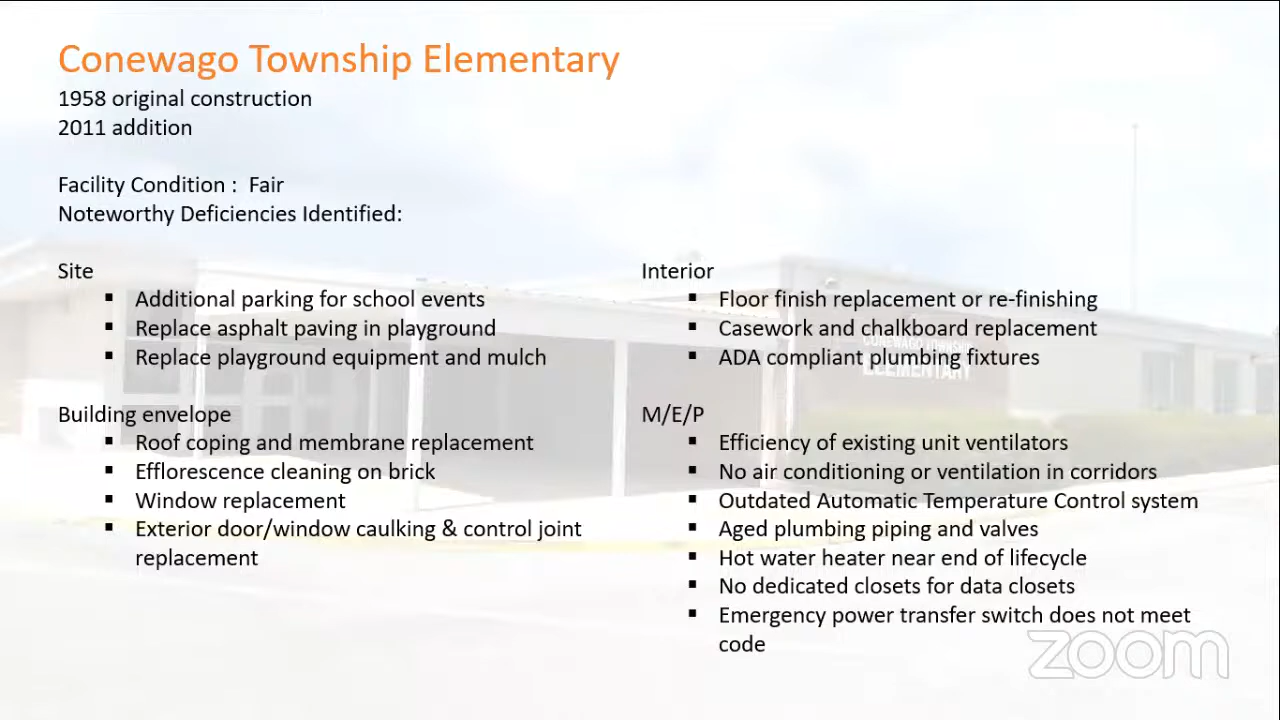 Conewago Township Elementary
1958 original construction
2011 addition
Facility Condition :  Fair
Noteworthy Deficiencies Identified:
Site
▪ Additional parking for school events
▪ Replace asphalt paving in playground
▪ Replace playground equipment and mulch
Building envelope
▪ Roof coping and membrane replacement
▪ Efflorescence cleaning on brick
▪ Window replacement
▪ Exterior door/window caulking & control joint
replacement
Interior
▪ Floor finish replacement or re-finishing
▪ Casework and chalkboard replacement
▪ ADA compliant plumbing fixtures
CONEWAGO TOWNSHIP
ELEMENTARY
M/E/P
▪ Efficiency of existing unit ventilators
▪ No air conditioning or ventilation in corridors
▪ Outdated Automatic Temperature Control system
▪ Aged plumbing piping and valves
▪ Hot water heater near end of lifecycle
▪ No dedicated closets for data closets
▪ Emergency power transfer switch does not meet
code
zoom